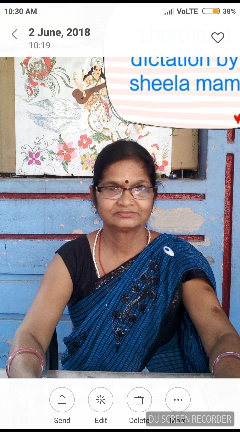 10:30 AM
VoLTE
38%
2 June, 2018
10:19
dictation by
sheela mam
Send
Edit
Delete
DU SCREEN RECORDER